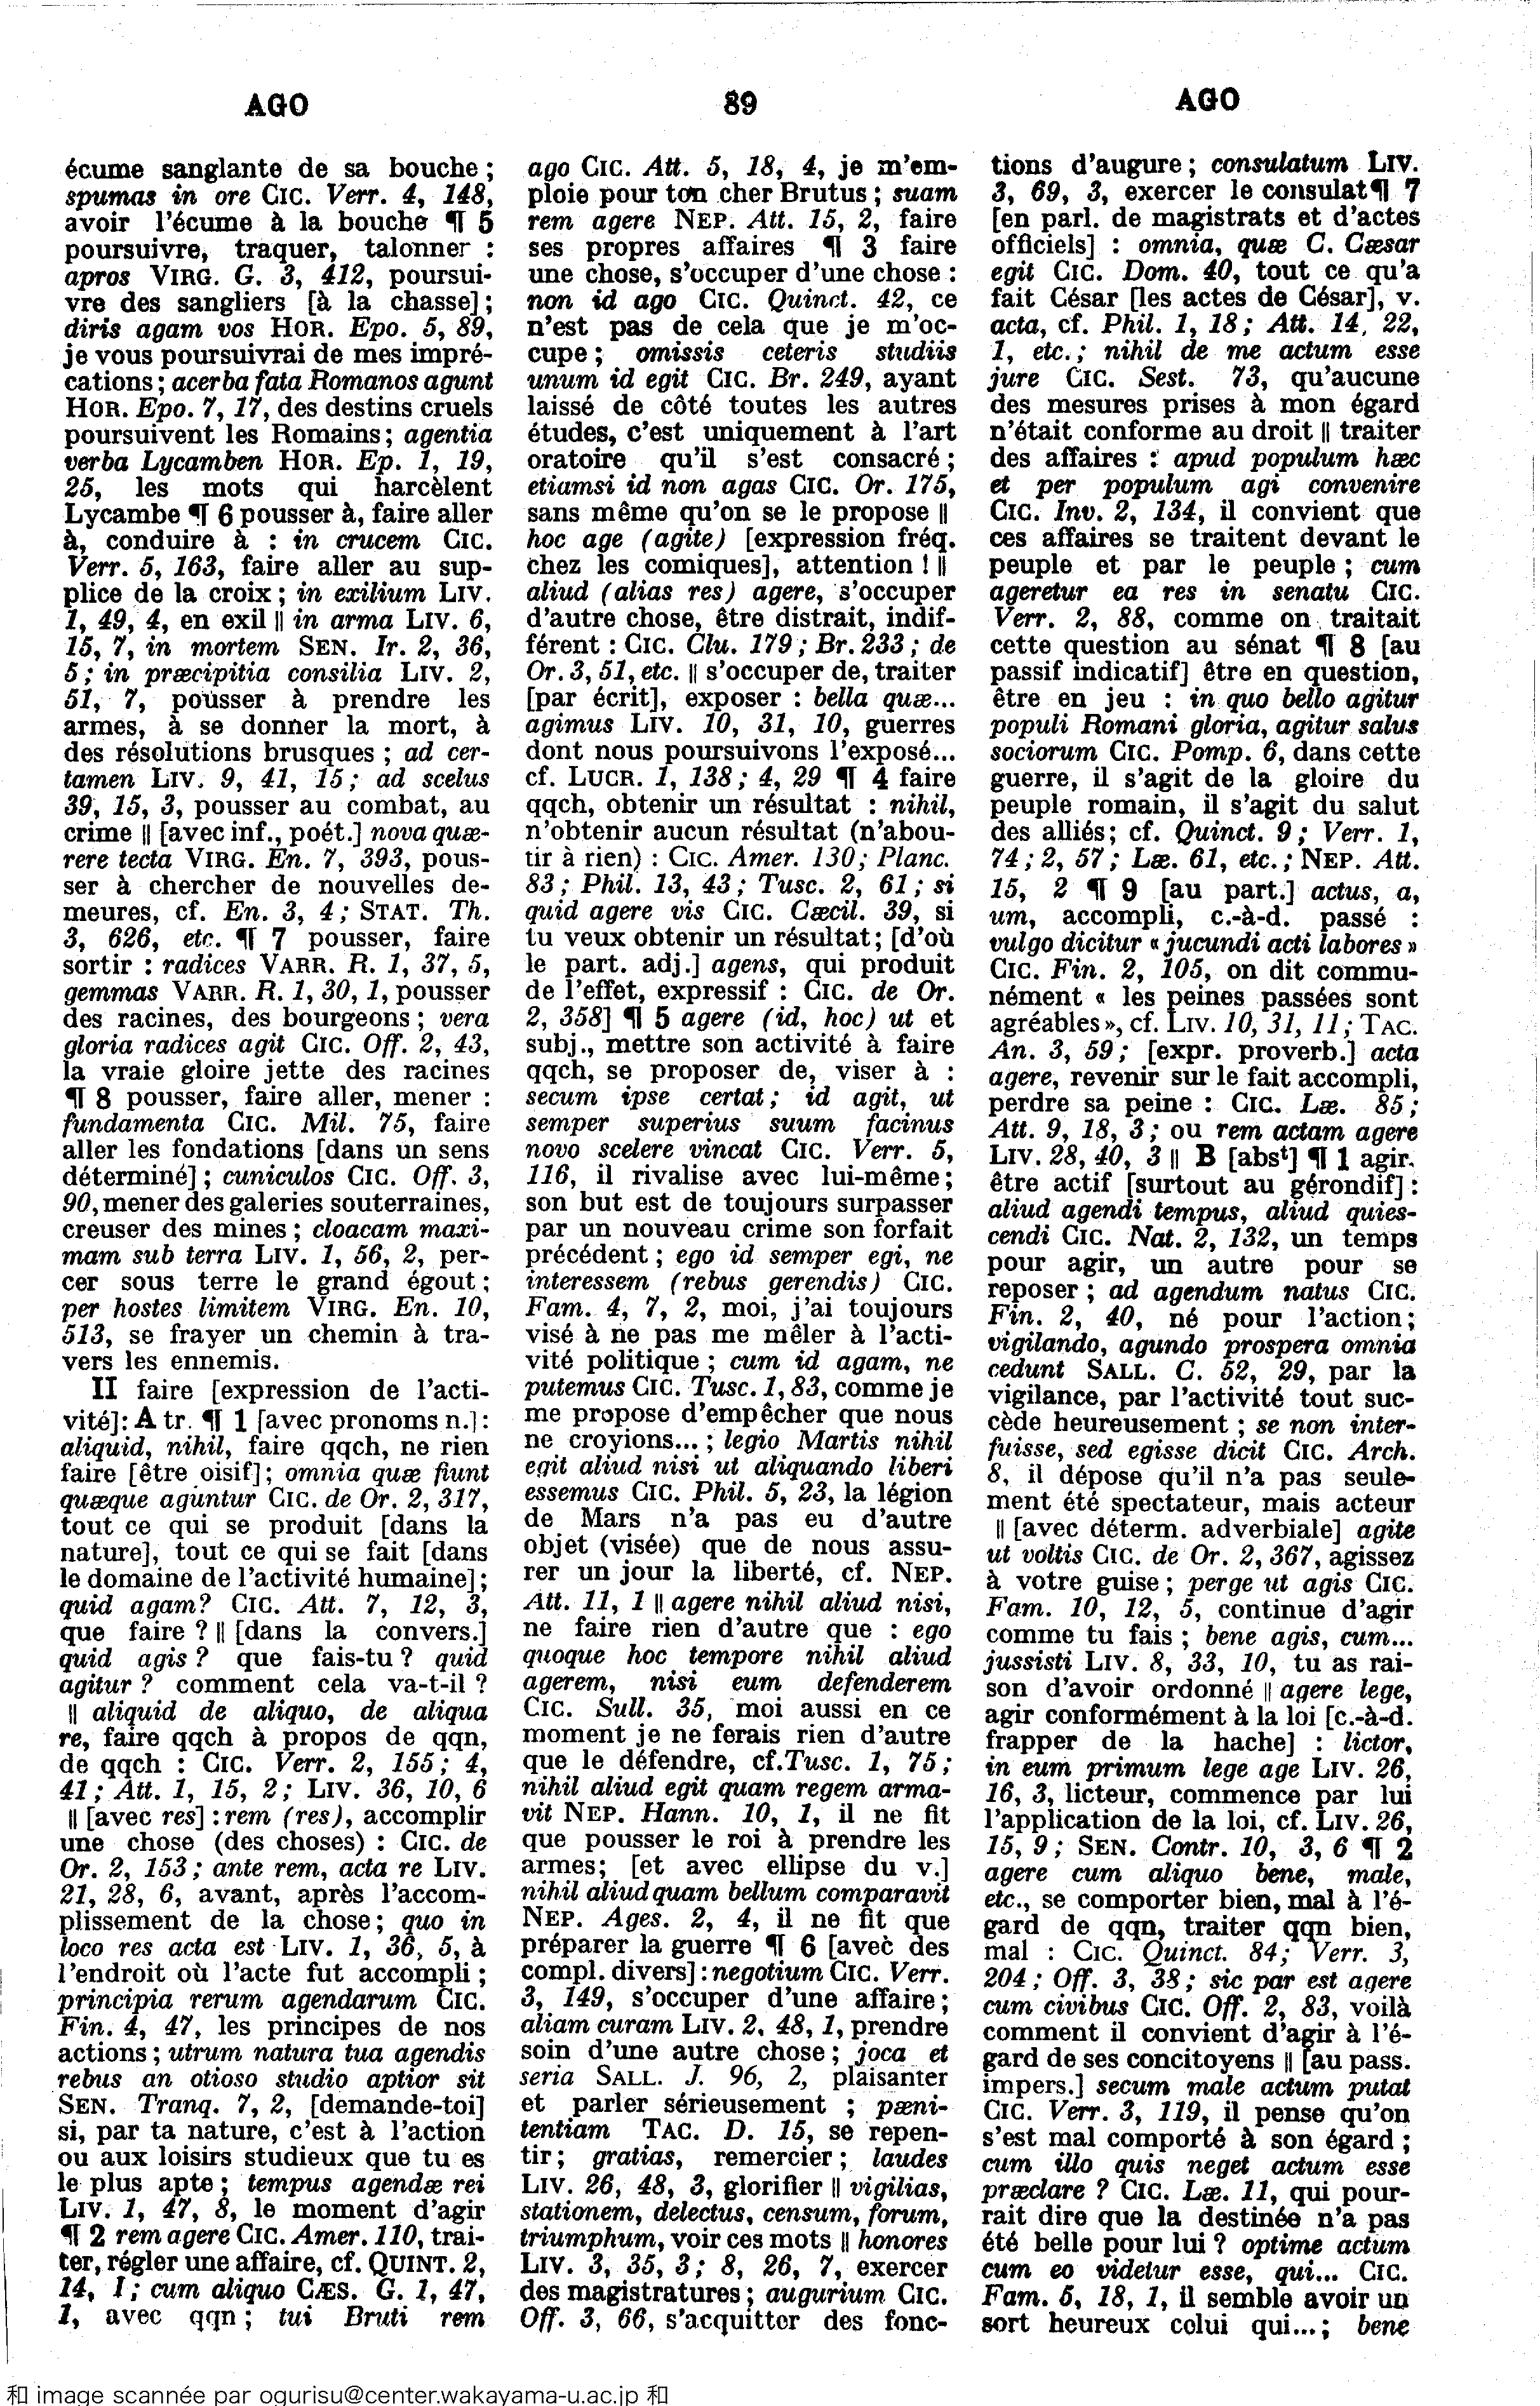 AGO
89
AGO
écume sanglante de sa bouche ;
spumas in ore CIC. Verr. 4, 148,
avoir l'écume à la bouche ¶ 5
poursuivre, traquer, talonner :
apros VIRG. G. 3, 412, poursui-
vre des sangliers [à la chasse] ;
diris agam vos HOR. Epo. 5, 89,
je vous poursuivrai de mes impré-
cations ; acerba fata Romanos agunt
HOR. Epo. 7, 17, des destins cruels
poursuivent les Romains ; agentia
verba Lycamben HOR. Ep. 1, 19,
25, les mots qui harcèlent
Lycambe ¶ 6 pousser à, faire aller
à, conduire à : in crucem CIC.
Verr. 5, 163, faire aller au sup-
plice de la croix ; in exilium LIV.
1, 49, 4, en exil || in arma LIV. 6,
15, 7, in mortem SEN. Ir. 2, 36,
5 ; in præcipitia consilia LIV. 2,
51, 7, pousser à prendre les
armes, à se donner la mort, à
des résolutions brusques ; ad cer-
tamen LIV. 9, 41, 15 ; ad scelus
39, 15, 3, pousser au combat, au
crime || [avec inf., poét.] nova quæ-
rere tecta VIRG. En. 7, 393, pous-
ser à chercher de nouvelles de-
meures, cf. En. 3, 4 ; STAT. Th.
3, 626, etc. ¶ 7 pousser, faire
sortir : radices VARR. R. 1, 37, 5,
gemmas VARR. R. 1, 30, 1, pousser
des racines, des bourgeons ; vera
gloria radices agit CIC. Off. 2, 43,
la vraie gloire jette des racines
¶ 8 pousser, faire aller, mener :
fundamenta CIC. Mil. 75, faire
aller les fondations [dans un sens
déterminé] ; cuniculos CIC. Off. 3,
90, mener des galeries souterraines,
creuser des mines ; cloacam maxi-
mam sub terra LIV. 1, 56, 2, per-
cer sous terre le grand égout ;
per hostes limitem VIRG. En. 10,
513, se frayer un chemin à tra-
vers les ennemis.
II faire [expression de l'acti-
vité] : A tr. ¶ 1 [avec pronoms n.] :
aliquid, nihil, faire qqch, ne rien
faire [être oisif] ; omnia quæ fiunt
quæque aguntur CIC. de Or. 2, 317,
tout ce qui se produit [dans la
nature], tout ce qui se fait [dans
le domaine de l'activité humaine] ;
quid agam? CIC. Att. 7, 12, 3,
que faire ? || [dans la convers.]
quid agis ? que fais-tu ? quid
agitur ? comment cela va-t-il ?
|| aliquid de aliquo, de aliqua
re, faire qqch à propos de qqn,
de qqch : CIC. Verr. 2, 155 ; 4,
41 ; Att. 1, 15, 2 ; LIV. 36, 10, 6
|| [avec res] : rem (res), accomplir
une chose (des choses) : CIC. de
Or. 2, 153 ; ante rem, acta re LIV.
21, 28, 6, avant, après l'accom-
plissement de la chose ; quo in
loco res acta est LIV. 1, 36, 5, à
l'endroit où l'acte fut accompli ;
principia rerum agendarum CIC.
Fin. 4, 47, les principes de nos
actions ; utrum natura tua agendis
rebus an otioso studio aptior sit
SEN. Tranq. 7, 2, [demande-toi]
si, par ta nature, c'est à l'action
ou aux loisirs studieux que tu es
le plus apte ; tempus agendæ rei
LIV. 1, 47, 8, le moment d'agir
¶ 2 rem agere CIC. Amer. 110, trai-
ter, régler une affaire, cf. QUINT. 2,
14, 1 ; cum aliquo CÆS. G. 1, 47,
1, avec qqn ; tui Bruti rem
ago CIC. Att. 5, 18, 4, je m'em-
ploie pour ton cher Brutus ; suam
rem agere NEP. Att. 15, 2, faire
ses propres affaires ¶ 3 faire
une chose, s'occuper d'une chose :
non id ago CIC. Quinct. 42, ce
n'est pas de cela que je m'oc-
cupe ; omissis ceteris studiis
unum id egit CIC. Br. 249, ayant
laissé de côté toutes les autres
études, c'est uniquement à l'art
oratoire qu'il s'est consacré ;
etiamsi id non agas CIC. Or. 175,
sans même qu'on se le propose ||
hoc age (agite) [expression fréq.
chez les comiques], attention ! ||
aliud (alias res) agere, s'occuper
d'autre chose, être distrait, indif-
férent : CIC. Clu. 179 ; Br. 233 ; de
Or. 3, 51, etc. || s'occuper de, traiter
[par écrit], exposer : bella quæ...
agimus LIV. 10, 31, 10, guerres
dont nous poursuivons l'exposé...
cf. LUCR. 1, 138 ; 4, 29 ¶ 4 faire
qqch, obtenir un résultat : nihil,
n'obtenir aucun résultat (n'abou-
tir à rien) : CIC. Amer. 130 ; Planc.
83 ; Phil. 13, 43 ; Tusc. 2, 61 ; si
quid agere vis CIC. Cæcil. 39, si
tu veux obtenir un résultat ; [d'où
le part. adj.] agens, qui produit
de l'effet, expressif : CIC. de Or.
2, 358] ¶ 5 agere (id, hoc) ut et
subj., mettre son activité à faire
qqch, se proposer de, viser à :
secum ipse certat ; id agit, ut
semper superius suum facinus
novo scelere vincat CIC. Verr. 5,
116, il rivalise avec lui-même ;
son but est de toujours surpasser
par un nouveau crime son forfait
précédent ; ego id semper egi, ne
interessem (rebus gerendis) CIC.
Fam. 4, 7, 2, moi, j'ai toujours
visé à ne pas me mêler à l'acti-
vité politique ; cum id agam, ne
putemus CIC. Tusc. 1, 83, comme je
me propose d'empêcher que nous
ne croyions... ; legio Martis nihil
egit aliud nisi ut aliquando liberi
essemus CIC. Phil. 5, 23, la légion
de Mars n'a pas eu d'autre
objet (visée) que de nous assu-
rer un jour la liberté, cf. NEP.
Att. 11, 1 || agere nihil aliud nisi,
ne faire rien d'autre que : ego
quoque hoc tempore nihil aliud
agerem, nisi eum defenderem
CIC. Sull. 35, moi aussi en ce
moment je ne ferais rien d'autre
que le défendre, cf.Tusc. 1, 75 ;
nihil aliud egit quam regem arma-
vit NEP. Hann. 10, 1, il ne fit
que pousser le roi à prendre les
armes ; [et avec ellipse du v.]
nihil aliud quam bellum comparavit
NEP. Ages. 2, 4, il ne fit que
préparer la guerre ¶ 6 [avec des
compl. divers] : negotium CIC. Verr.
3, 149, s'occuper d'une affaire ;
aliam curam LIV. 2, 48, 1, prendre
soin d'une autre chose ; joca et
seria SALL. J. 96, 2, plaisanter
et parler sérieusement ; pæni-
tentiam TAC. D. 15, se repen-
tir ; gratias, remercier ; laudes
LIV. 26, 48, 3, glorifier || vigilias,
stationem, delectus, censum, forum,
triumphum, voir ces mots || honores
LIV. 3, 35, 3 ; 8, 26, 7, exercer
des magistratures ; augurium CIC.
Off. 3, 66, s'acquitter des fonc-
tions d'augure ; consulatum LIV.
3, 69, 3, exercer le consulat ¶ 7
[en parl. de magistrats et d'actes
officiels] : omnia, quæ C. Cæsar
egit CIC. Dom. 40, tout ce qu'a
fait César [les actes de César], v.
acta, cf. Phil. 1, 18 ; Att. 14, 22,
1, etc. ; nihil de me actum esse
jure CIC. Sest. 73, qu'aucune
des mesures prises à mon égard
n'était conforme au droit || traiter
des affaires : apud populum hæc
et per populum agi convenire
CIC. Inv. 2, 134, il convient que
ces affaires se traitent devant le
peuple et par le peuple ; cum
ageretur ea res in senatu CIC.
Verr. 2, 88, comme on traitait
cette question au sénat ¶ 8 [au
passif indicatif] être en question,
être en jeu : in quo bello agitur
populi Romani gloria, agitur salus
sociorum CIC. Pomp. 6, dans cette
guerre, il s'agit de la gloire du
peuple romain, il s'agit du salut
des alliés ; cf. Quinct. 9 ; Verr. 1,
74 ; 2, 57 ; Læ. 61, etc. ; NEP. Att.
15, 2 ¶ 9 [au part.] actus, a,
um, accompli, c.-à-d. passé :
vulgo dicitur « jucundi acti labores »
CIC. Fin. 2, 105, on dit commu-
nément « les peines passées sont
agréables », cf. LIV. 10, 31, 11 ; TAC.
An. 3, 59 ; [expr. proverb.] acta
agere, revenir sur le fait accompli,
perdre sa peine : CIC. Læ. 85 ;
Att. 9, 18, 3 ; ou rem actam agere
LIV. 28, 40, 3 || B [absᵗ] ¶ 1 agir,
être actif [surtout au gérondif] :
aliud agendi tempus, aliud quies-
cendi CIC. Nat. 2, 132, un temps
pour agir, un autre pour se
reposer ; ad agendum natus CIC.
Fin. 2, 40, né pour l'action ;
vigilando, agundo prospera omnia
cedunt SALL. C. 52, 29, par la
vigilance, par l'activité tout suc-
cède heureusement ; se non inter-
fuisse, sed egisse dicit CIC. Arch.
8, il dépose qu'il n'a pas seule-
ment été spectateur, mais acteur
|| [avec déterm. adverbiale] agite
ut voltis CIC. de Or. 2, 367, agissez
à votre guise ; perge ut agis CIC.
Fam. 10, 12, 5, continue d'agir
comme tu fais ; bene agis, cum...
jussisti LIV. 8, 33, 10, tu as rai-
son d'avoir ordonné || agere lege,
agir conformément à la loi [c.-à-d.
frapper de la hache] : lictor,
in eum primum lege age LIV. 26,
16, 3, licteur, commence par lui
l'application de la loi, cf. LIV. 26,
15, 9 ; SEN. Contr. 10, 3, 6 ¶ 2
agere cum aliquo bene, male,
etc., se comporter bien, mal à l'é-
gard de qqn, traiter qqn bien,
mal : CIC. Quinct. 84 ; Verr. 3,
204 ; Off. 3, 38 ; sic par est agere
cum civibus CIC. Off. 2, 83, voilà
comment il convient d'agir à l'é-
gard de ses concitoyens || [au pass.
impers.] secum male actum putat
CIC. Verr. 3, 119, il pense qu'on
s'est mal comporté à son égard ;
cum illo quis neget actum esse
præclare ? CIC. Læ. 11, qui pour-
rait dire que la destinée n'a pas
été belle pour lui ? optime actum
cum eo videtur esse, qui... CIC.
Fam. 5, 18, 1, il semble avoir un
sort heureux celui qui... ; bene
和 image scannée par ogurisu@center.wakayama-u.ac.jp 和